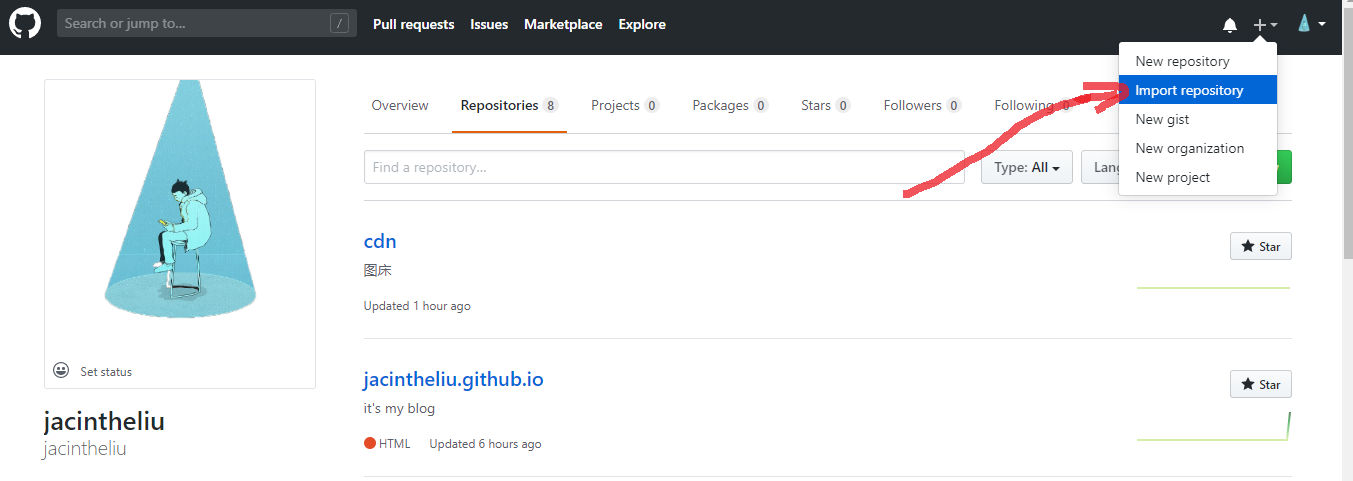 Search or jump to... / Pull requests Issues Marketplace Explore
New repository
Import repository
New gist
New organization
New project
Overview Repositories 8 Projects 0 Packages 0 Stars 0 Followers 0 Following 0
Find a repository... Type: All Lang
cdn
Star
图床
Updated 1 hour ago
Set status
jacintheliu.github.io
Star
it's my blog
HTML Updated 6 hours ago
jacintheliu
jacintheliu